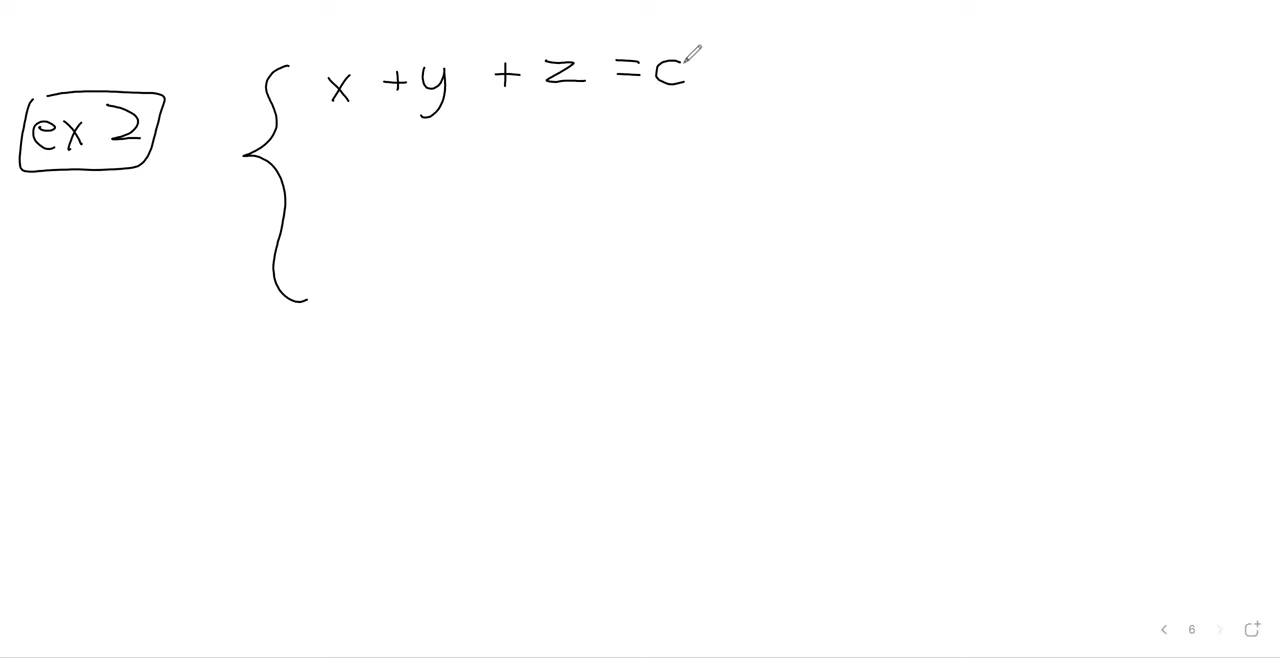 ex 2
x + y + z = c
6